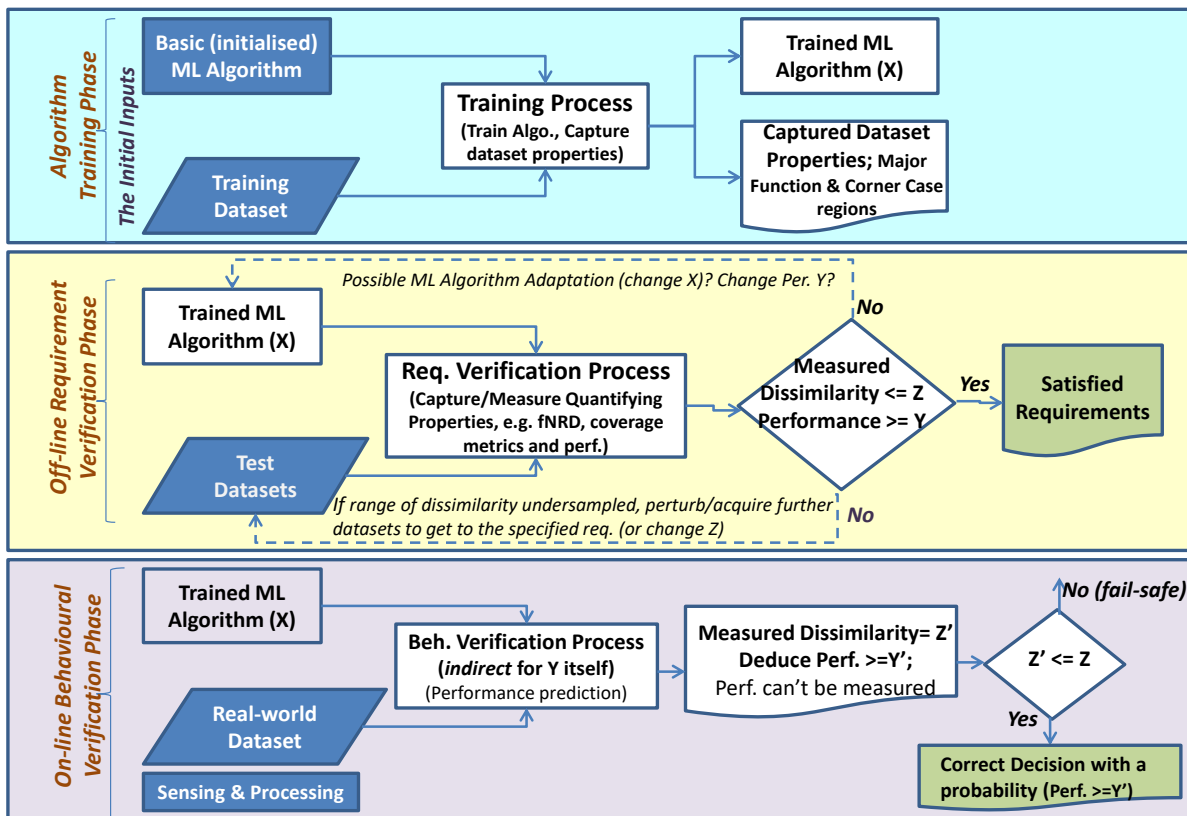 Algorithm
Training Phase
The Initial Inputs
Basic (initialised)
ML Algorithm
Training
Dataset
Training Process
(Train Algo., Capture
dataset properties)
Trained ML
Algorithm (X)
Captured Dataset
Properties; Major
Function & Corner Case
regions
Off-line Requirement
Verification Phase
Possible ML Algorithm Adaptation (change X)? Change Per. Y?
Trained ML
Algorithm (X)
Test
Datasets
Req. Verification Process
(Capture/Measure Quantifying
Properties, e.g. fNRD, coverage
metrics and perf.)
No
Measured
Dissimilarity <= Z
Performance >= Y
Yes
Satisfied
Requirements
No
If range of dissimilarity undersampled, perturb/acquire further
datasets to get to the specified req. (or change Z)
On-line Behavioural
Verification Phase
Trained ML
Algorithm (X)
Real-world
Dataset
Sensing & Processing
Beh. Verification Process
(indirect for Y itself)
(Performance prediction)
Measured Dissimilarity= Z’
Deduce Perf. >=Y’;
Perf. can’t be measured
No (fail-safe)
Z’ <= Z
Yes
Correct Decision with a
probability (Perf. >=Y’)